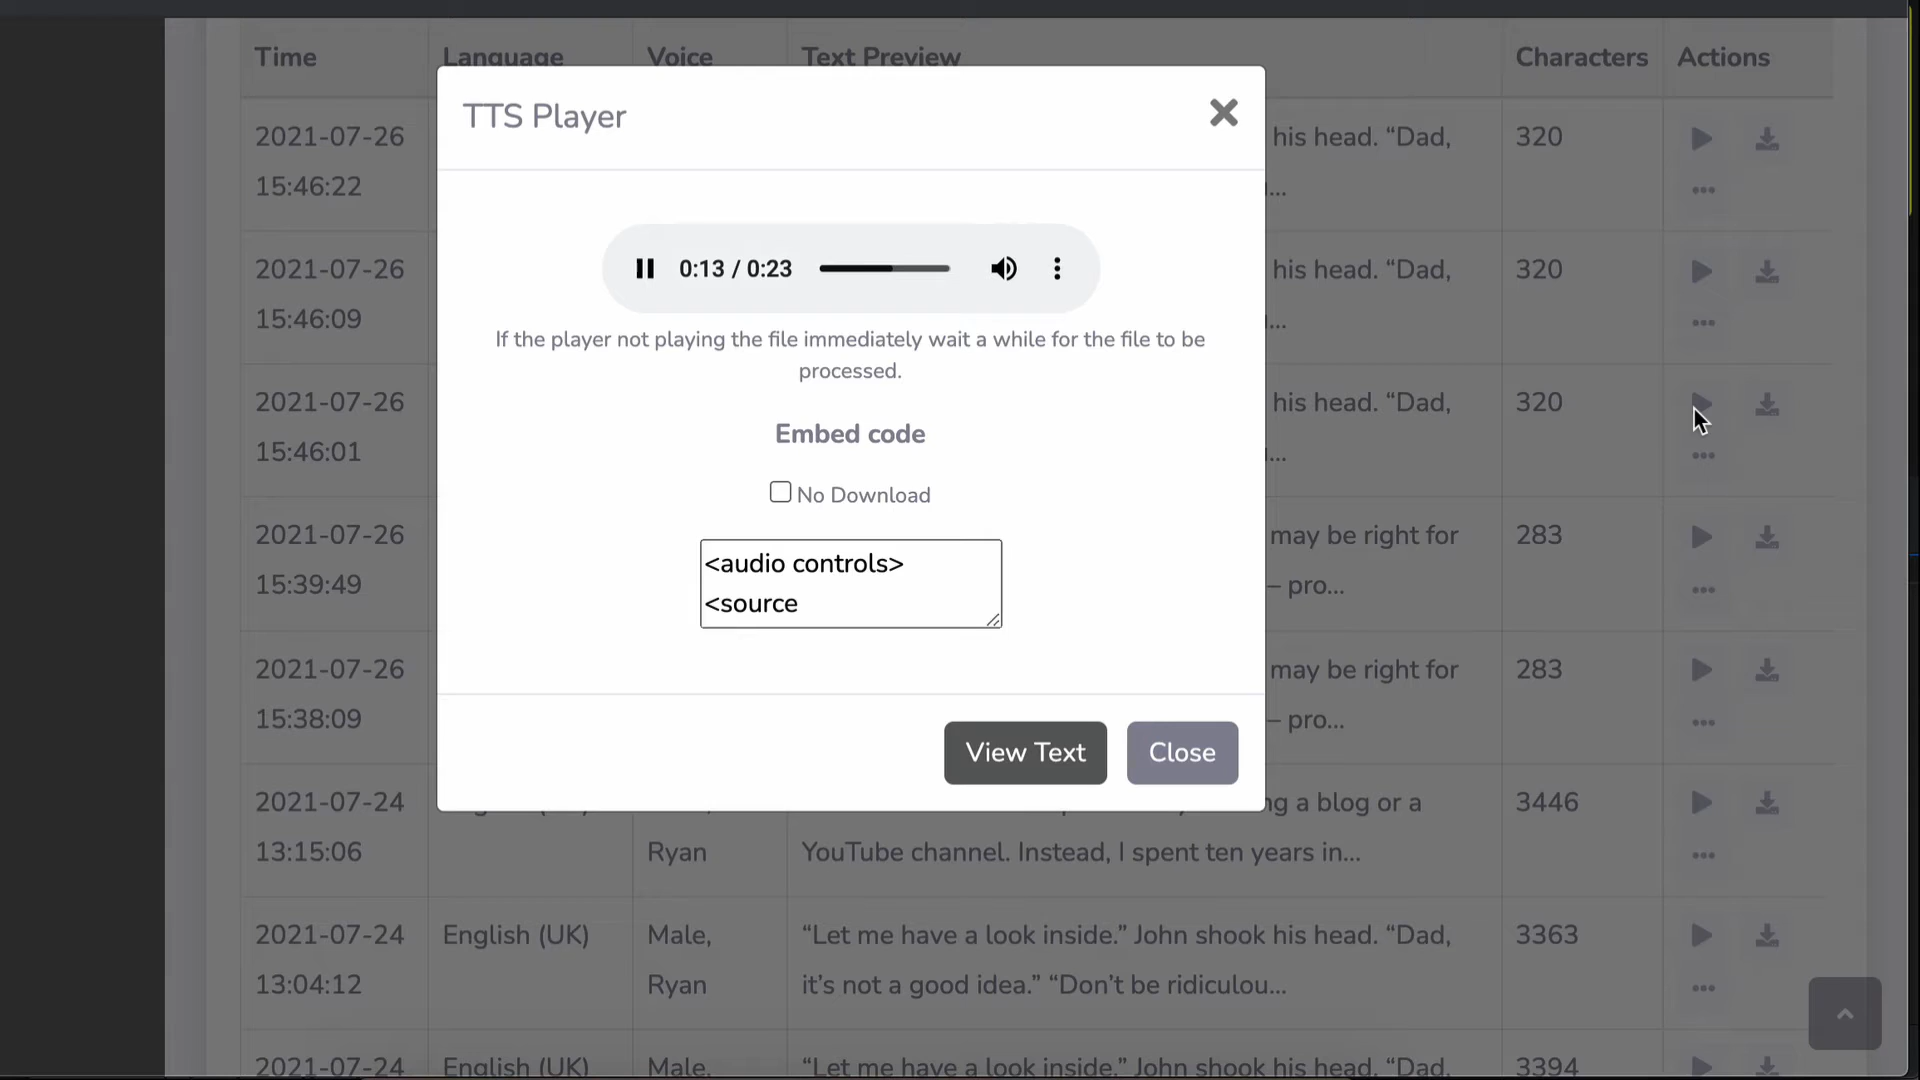 Time Language Voice Text Preview Characters Actions
TTS Player
2021-07-26 his head. “Dad, 320
15:46:22 ...
0:13 / 0:23
2021-07-26 his head. “Dad, 320
15:46:09 ...
If the player not playing the file immediately wait a while for the file to be
processed.
2021-07-26 his head. “Dad, 320
15:46:01 ...
Embed code
No Download
2021-07-26 may be right for 283
15:39:49 – pro...
<audio controls>
<source
2021-07-26 may be right for 283
15:38:09 – pro...
View Text Close
2021-07-24 a blog or a 3446
13:15:06 Ryan YouTube channel. Instead, I spent ten years in...
2021-07-24 English (UK) Male, “Let me have a look inside.” John shook his head. “Dad, 3363
13:04:12 Ryan it’s not a good idea.” “Don’t be ridiculou...
2021-07-24 English (UK) Male, “Let me have a look inside.” John shook his head. “Dad, 3394